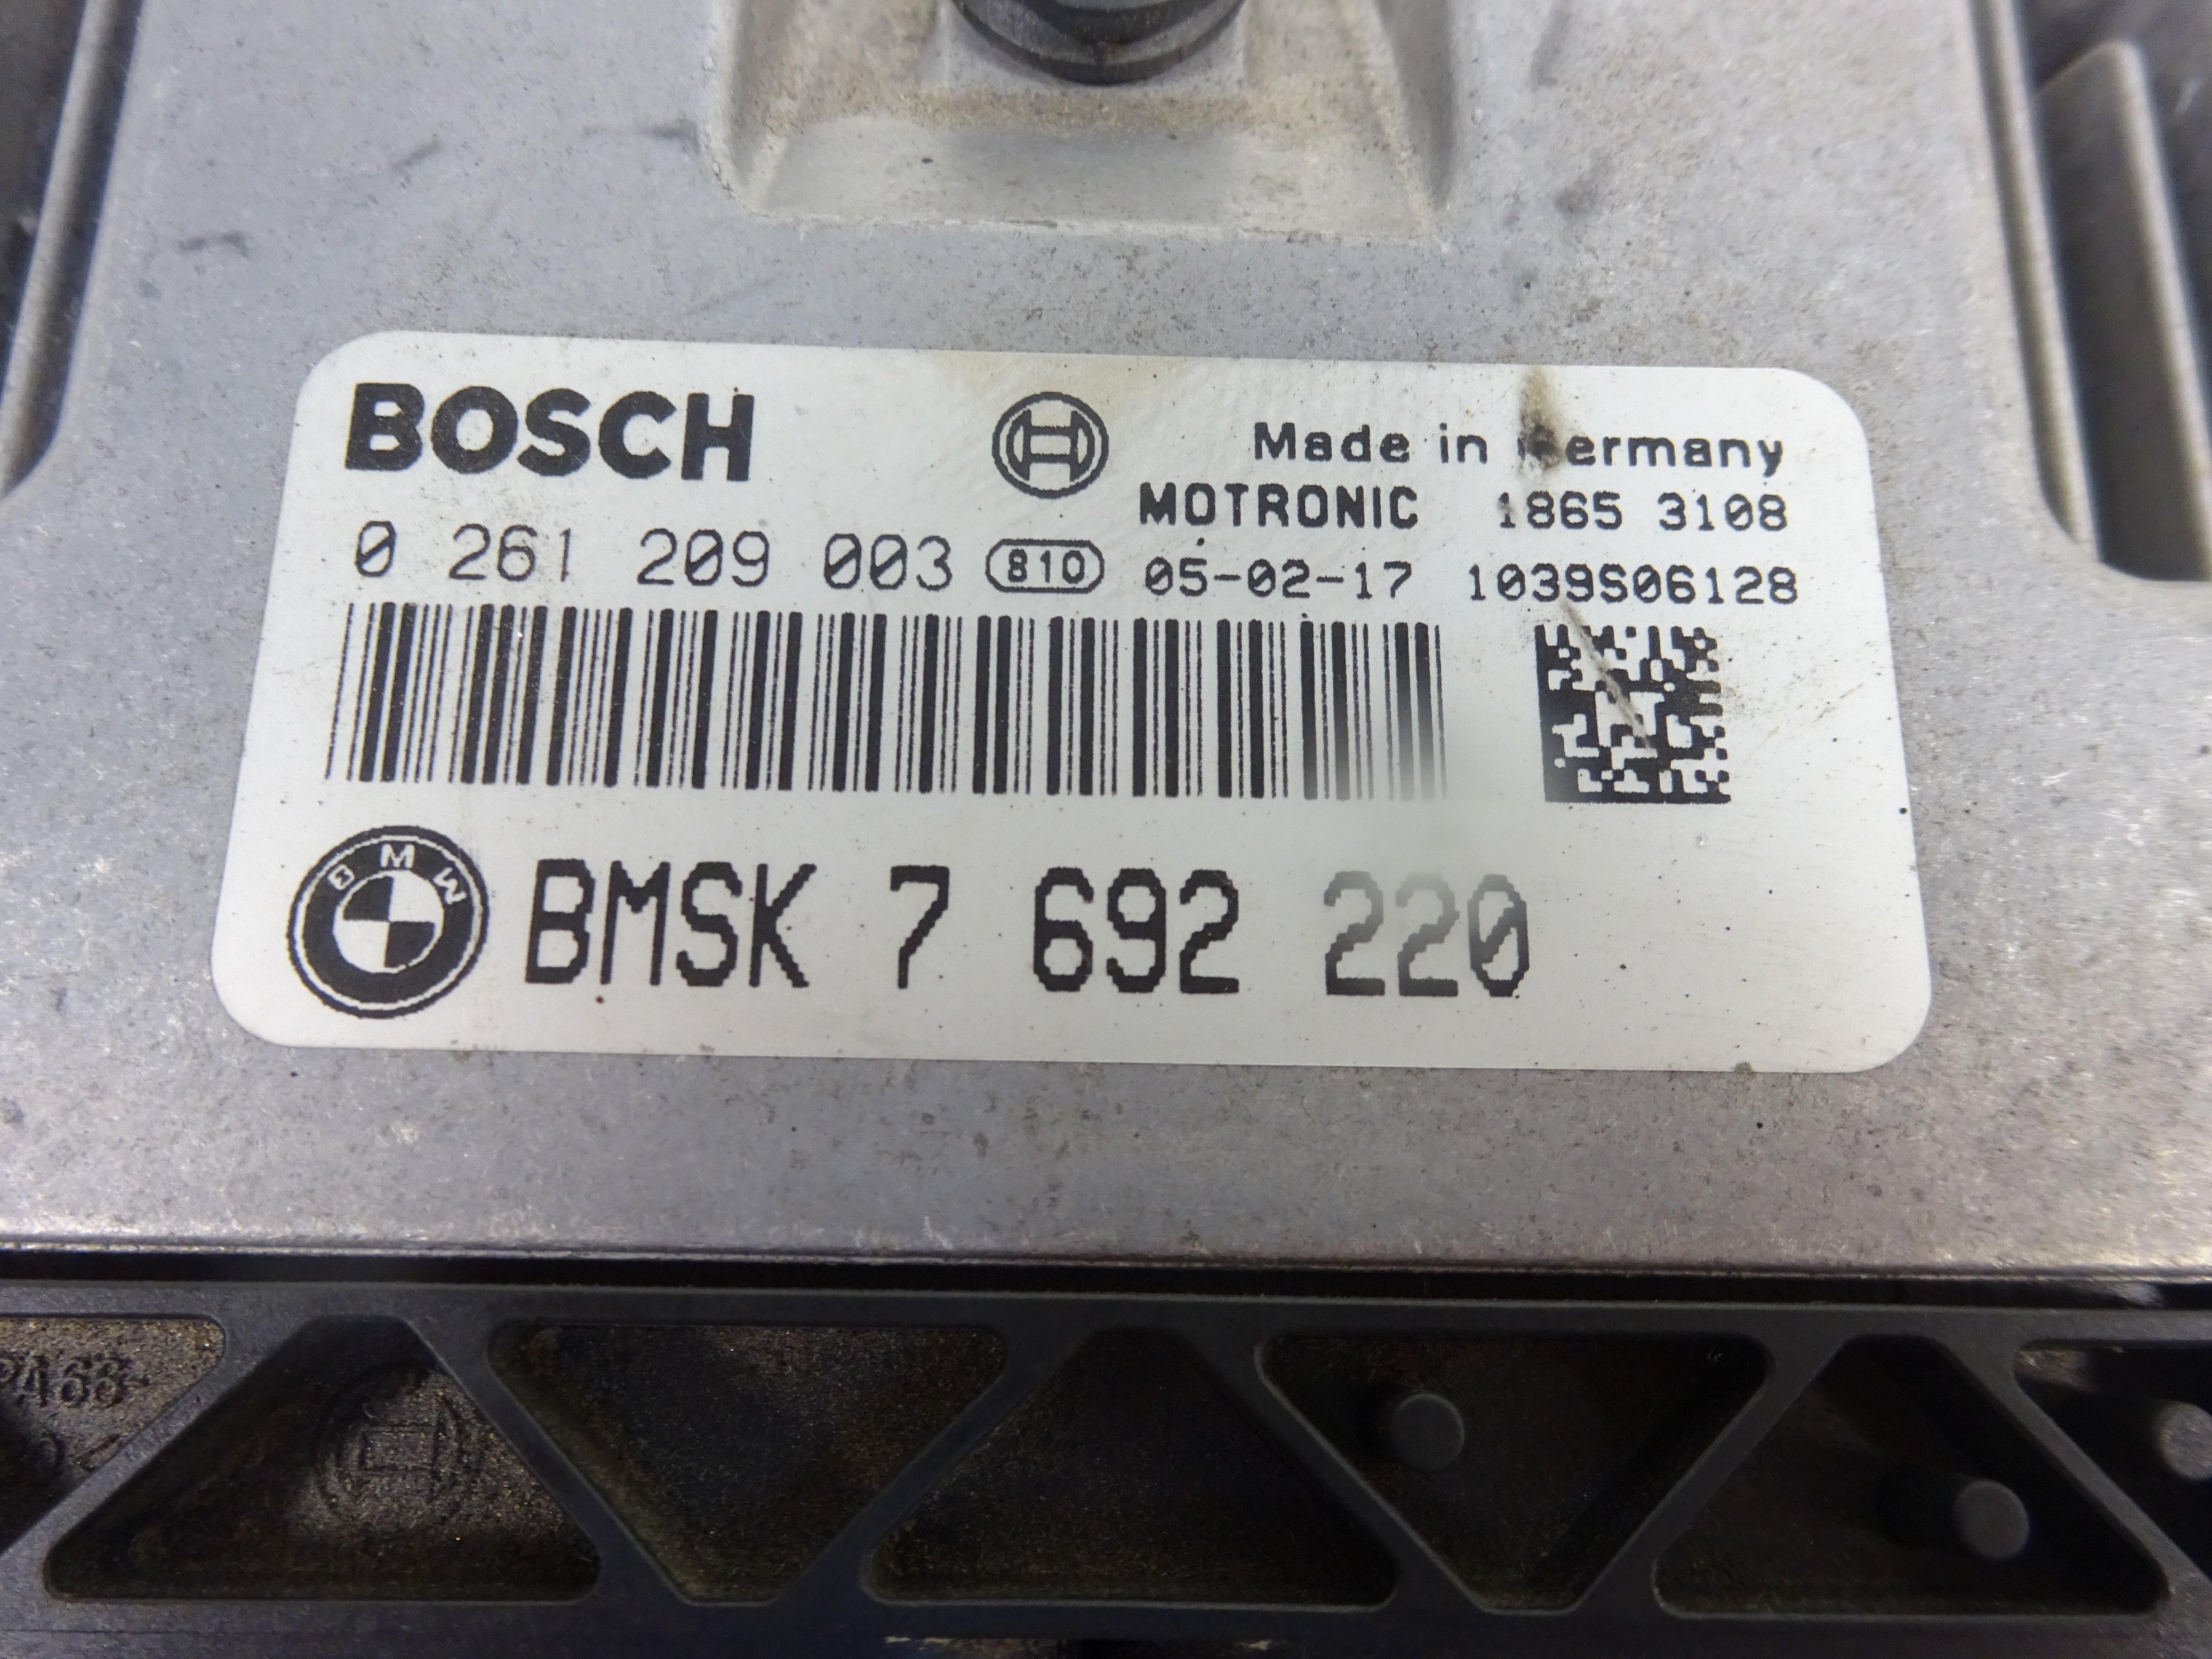 BOSCH
Made in Germany
MOTRONIC 1865 3108
0 261 209 003 810 05-02-17 1039S06128
BMW
BMSK 7 692 220